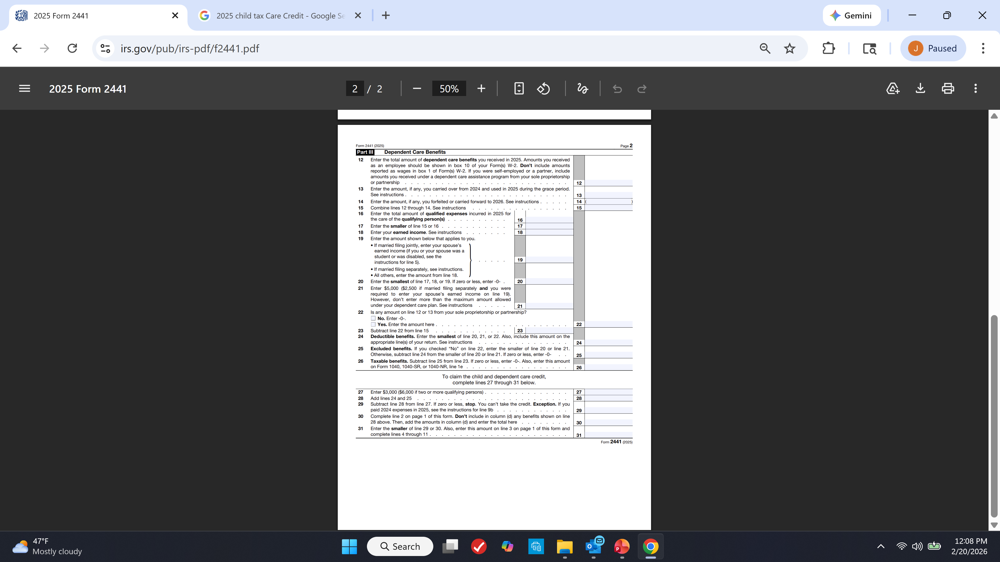 2025 Form 2441
2025 child tax Care Credit - Google Se
Gemini
irs.gov/pub/irs-pdf/f2441.pdf
J Paused
2025 Form 2441
2 / 2
50%
Form 2441 (2025) Page 2
Part III Dependent Care Benefits
12 Enter the total amount of dependent care benefits you received in 2025. Amounts you received
as an employee should be shown in box 10 of your Form(s) W-2. Don't include amounts
reported as wages in box 1 of Form(s) W-2. If you were self-employed or a partner, include
amounts you received under a dependent care assistance program from your sole proprietorship
or partnership . . . . . . . . . . . . . . . . . . . . . . . . . . . 12
13 Enter the amount, if any, you carried over from 2024 and used in 2025 during the grace period.
See instructions . . . . . . . . . . . . . . . . . . . . . . . . . . . 13
14 Enter the amount, if any, you forfeited or carried forward to 2026. See instructions . . . . . 14 ( )
15 Combine lines 12 through 14. See instructions . . . . . . . . . . . . . . . . 15
16 Enter the total amount of qualified expenses incurred in 2025 for
the care of the qualifying person(s) . . . . . . . . . . 16
17 Enter the smaller of line 15 or 16 . . . . . . . . . . . 17
18 Enter your earned income. See instructions . . . . . . . 18
19 Enter the amount shown below that applies to you.
• If married filing jointly, enter your spouse's
earned income (if you or your spouse was a
student or was disabled, see the
instructions for line 5). . . . . . 19
• If married filing separately, see instructions.
• All others, enter the amount from line 18.
20 Enter the smallest of line 17, 18, or 19. If zero or less, enter -0- . 20
21 Enter $5,000 ($2,500 if married filing separately and you were
required to enter your spouse's earned income on line 19).
However, don't enter more than the maximum amount allowed
under your dependent care plan. See instructions . . . . . 21
22 Is any amount on line 12 or 13 from your sole proprietorship or partnership?
No. Enter -0-.
Yes. Enter the amount here . . . . . . . . . . . . . . . . . . . . . . 22
23 Subtract line 22 from line 15 . . . . . . . . . . . . 23
24 Deductible benefits. Enter the smallest of line 20, 21, or 22. Also, include this amount on the
appropriate line(s) of your return. See instructions . . . . . . . . . . . . . . . 24
25 Excluded benefits. If you checked “No” on line 22, enter the smaller of line 20 or line 21.
Otherwise, subtract line 24 from the smaller of line 20 or line 21. If zero or less, enter -0- . . 25
26 Taxable benefits. Subtract line 25 from line 23. If zero or less, enter -0-. Also, enter this amount
on Form 1040, 1040-SR, or 1040-NR, line 1e . . . . . . . . . . . . . . . . . 26
To claim the child and dependent care credit,
complete lines 27 through 31 below.
27 Enter $3,000 ($6,000 if two or more qualifying persons) . . . . . . . . . . . . . . 27
28 Add lines 24 and 25 . . . . . . . . . . . . . . . . . . . . . . . . . 28
29 Subtract line 28 from line 27. If zero or less, stop. You can't take the credit. Exception. If you
paid 2024 expenses in 2025, see the instructions for line 9b . . . . . . . . . . . . 29
30 Complete line 2 on page 1 of this form. Don't include in column (d) any benefits shown on line
28 above. Then, add the amounts in column (d) and enter the total here . . . . . . . . 30
31 Enter the smaller of line 29 or 30. Also, enter this amount on line 3 on page 1 of this form and
complete lines 4 through 11 . . . . . . . . . . . . . . . . . . . . . . . 31
Form 2441 (2025)
47°F
Mostly cloudy
Search
12:08 PM
2/20/2026